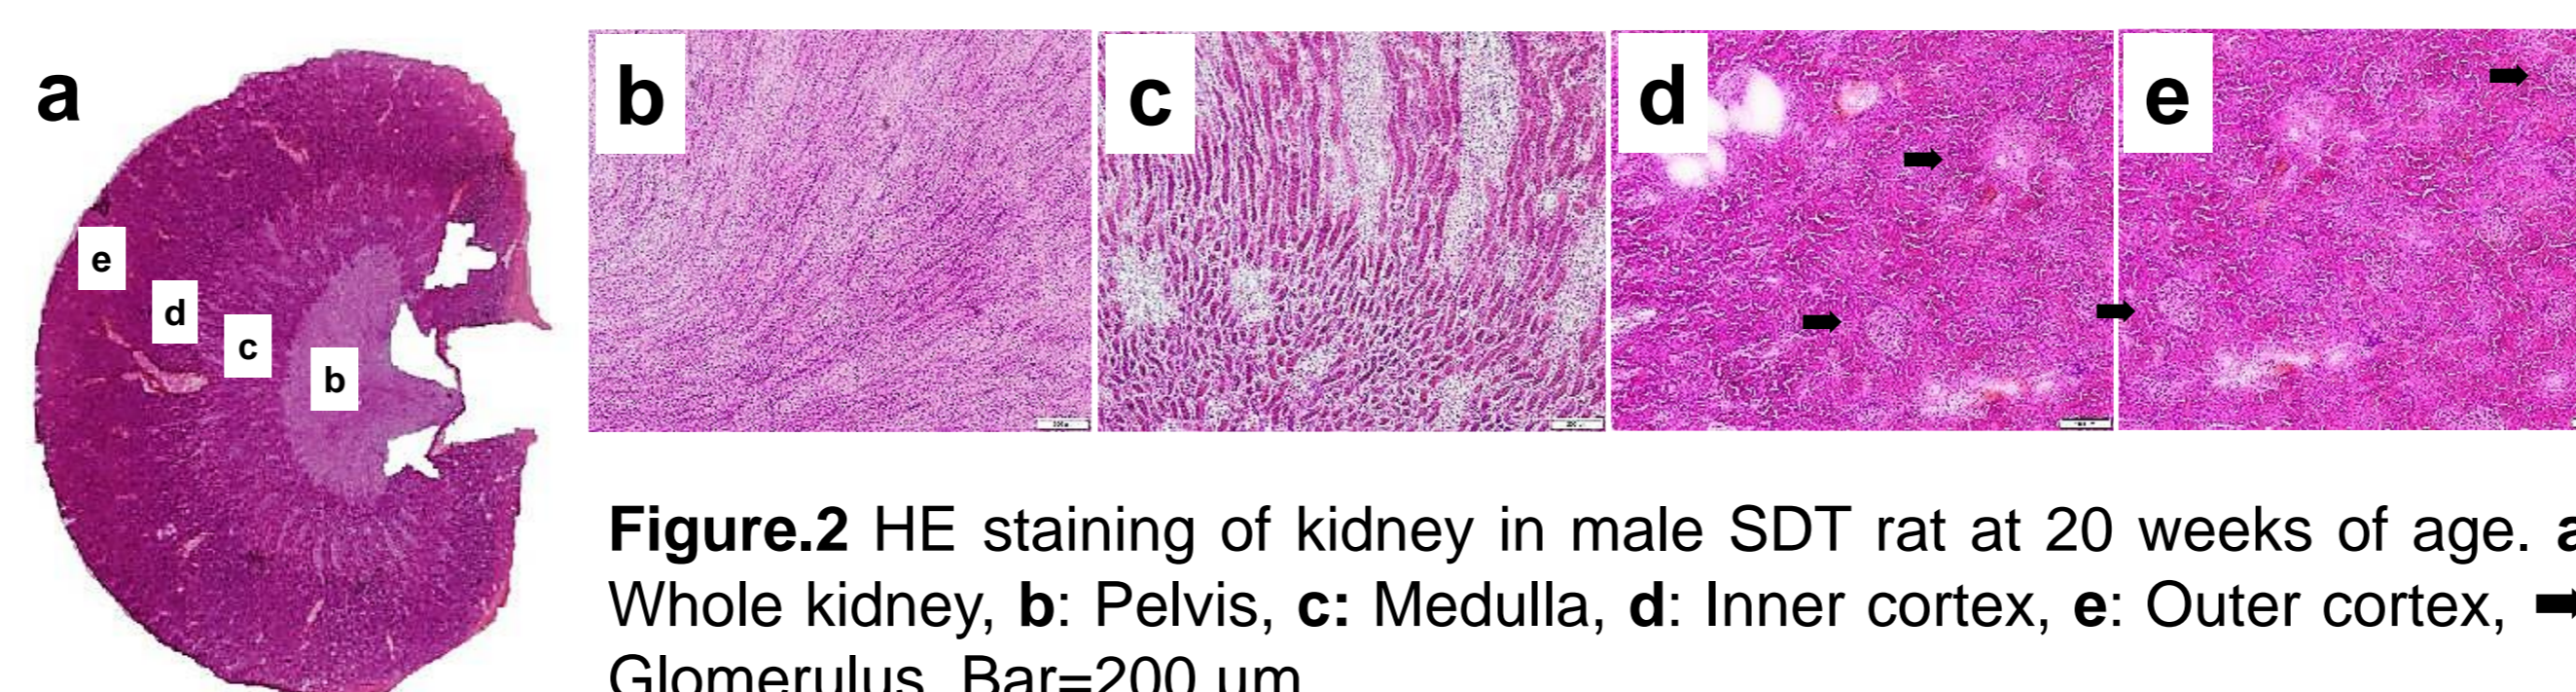 a
b
c
d
e
e
d
c
b
Figure.2 HE staining of kidney in male SDT rat at 20 weeks of age. a
Whole kidney, b: Pelvis, c: Medulla, d: Inner cortex, e: Outer cortex, ➡
Glomerulus, Bar=200 um